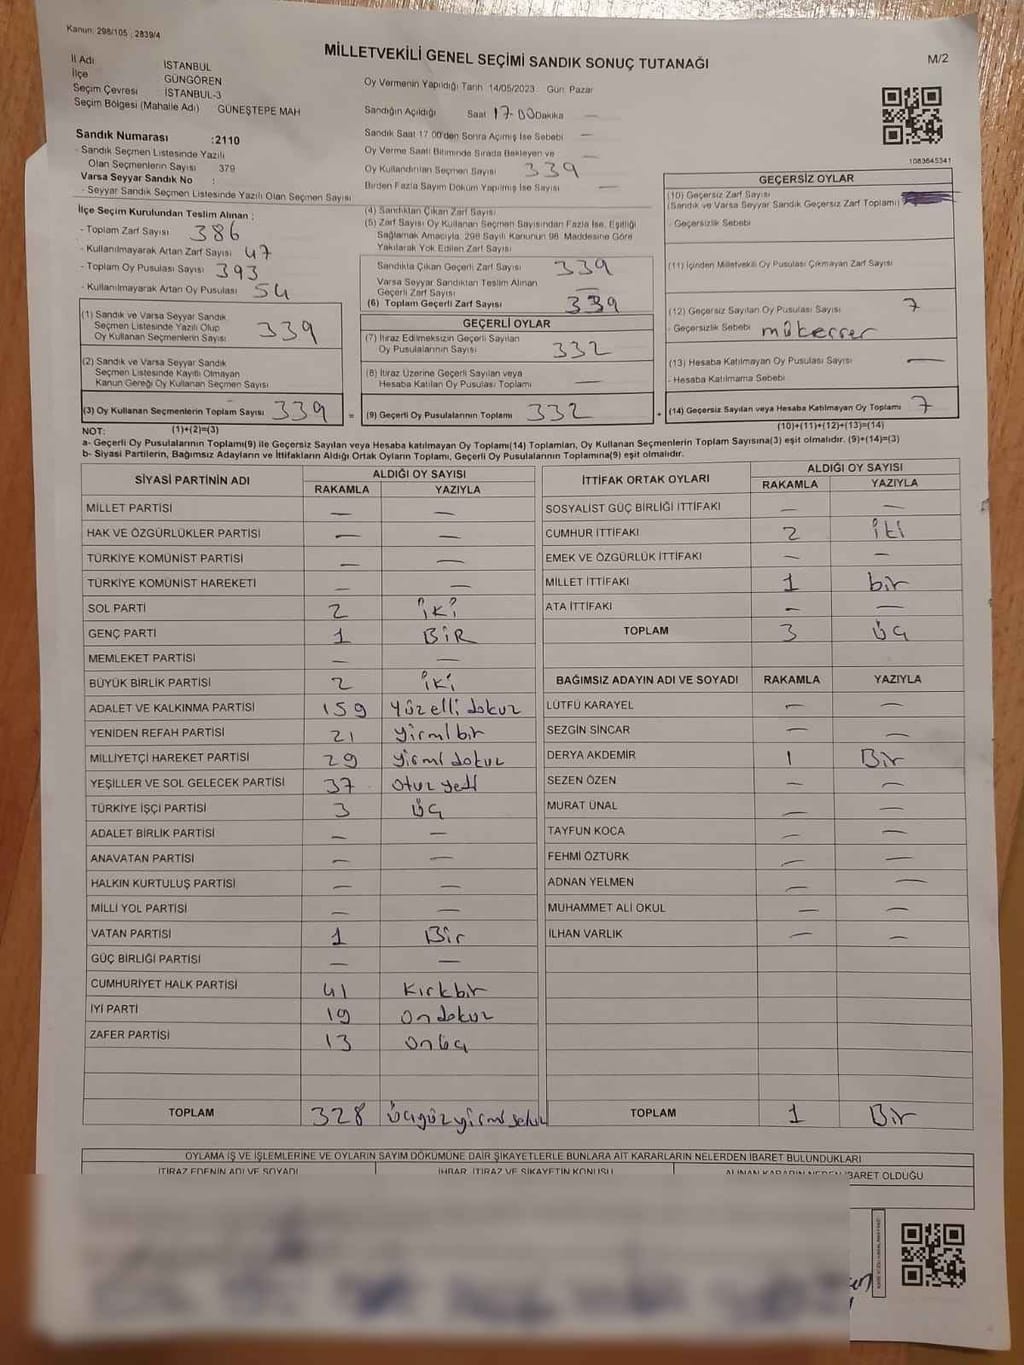 Kanun: 298/105 , 2839/4
MİLLETVEKİLİ GENEL SEÇİMİ SANDIK SONUÇ TUTANAĞI
M/2
İl Adı İSTANBUL
İlçe GÜNGÖREN
Seçim Çevresi İSTANBUL-3
Seçim Bölgesi (Mahalle Adı) GÜNEŞTEPE MAH
Sandık Numarası :2110
- Sandık Seçmen Listesinde Yazılı
Olan Seçmenlerin Sayısı 379
Varsa Seyyar Sandık No :
- Seyyar Sandık Seçmen Listesinde Yazılı Olan Seçmen Sayısı
Oy Vermenin Yapıldığı Tarih 14/05/2023 Gün: Pazar
Sandığın Açıldığı Saat 17-00 Dakika —
Sandık Saat 17:00'den Sonra Açılmış İse Sebebi —
Oy Verme Saati Bitiminde Sırada Bekleyen ve —
Oy Kullandırılan Seçmen Sayısı 339
Birden Fazla Sayım Döküm Yapılmış İse Sayısı —
1083645341
İlçe Seçim Kurulundan Teslim Alınan :
- Toplam Zarf Sayısı 386
- Kullanılmayarak Artan Zarf Sayısı 47
- Toplam Oy Pusulası Sayısı 393
- Kullanılmayarak Artan Oy Pusulası 54
(1) Sandık ve Varsa Seyyar Sandık
Seçmen Listesinde Yazılı Olup
Oy Kullanan Seçmenlerin Sayısı 339
(2) Sandık ve Varsa Seyyar Sandık
Seçmen Listesinde Kayıtlı Olmayan
Kanun Gereği Oy Kullanan Seçmen Sayısı
(3) Oy Kullanan Seçmenlerin Toplam Sayısı 339 =
(1)+(2)=(3)
(4) Sandıktan Çıkan Zarf Sayısı
(5) Zarf Sayısı Oy Kullanan Seçmen Sayısından Fazla İse, Eşitliği
Sağlamak Amacıyla 298 Sayılı Kanunun 98. Maddesine Göre
Yakılarak Yok Edilen Zarf Sayısı
Sandıkta Çıkan Geçerli Zarf Sayısı 339
Varsa Seyyar Sandıktan Teslim Alınan
Geçerli Zarf Sayısı —
(6) Toplam Geçerli Zarf Sayısı 339
GEÇERLİ OYLAR
(7) İtiraz Edilmeksizin Geçerli Sayılan
Oy Pusulalarının Sayısı 332
(8) İtiraz Üzerine Geçerli Sayılan veya
Hesaba Katılan Oy Pusulası Toplamı —
(9) Geçerli Oy Pusulalarının Toplamı 332 +
GEÇERSİZ OYLAR
(10) Geçersiz Zarf Sayısı
(Sandık ve Varsa Seyyar Sandık Geçersiz Zarf Toplamı)
- Geçersizlik Sebebi
(11) İçinden Milletvekili Oy Pusulası Çıkmayan Zarf Sayısı
(12) Geçersiz Sayılan Oy Pusulası Sayısı 7
- Geçersizlik Sebebi mükerrer
(13) Hesaba Katılmayan Oy Pusulası Sayısı —
- Hesaba Katılmama Sebebi
(14) Geçersiz Sayılan veya Hesaba Katılmayan Oy Toplamı 7
(10)+(11)+(12)+(13)=(14)
NOT:
a- Geçerli Oy Pusulalarının Toplamı(9) ile Geçersiz Sayılan veya Hesaba katılmayan Oy Toplamı(14) Toplamları, Oy Kullanan Seçmenlerin Toplam Sayısına(3) eşit olmalıdır. (9)+(14)=(3)
b- Siyasi Partilerin, Bağımsız Adayların ve İttifakların Aldığı Ortak Oyların Toplamı, Geçerli Oy Pusulalarının Toplamına(9) eşit olmalıdır.
SİYASİ PARTİNİN ADI ALDIĞI OY SAYISI
RAKAMLA YAZIYLA
MİLLET PARTİSİ — —
HAK VE ÖZGÜRLÜKLER PARTİSİ — —
TÜRKİYE KOMÜNİST PARTİSİ — —
TÜRKİYE KOMÜNİST HAREKETİ — —
SOL PARTİ 2 iki
GENÇ PARTİ 1 BİR
MEMLEKET PARTİSİ — —
BÜYÜK BİRLİK PARTİSİ 2 iki
ADALET VE KALKINMA PARTİSİ 159 yüzelli dokuz
YENİDEN REFAH PARTİSİ 21 yirmi bir
MİLLİYETÇİ HAREKET PARTİSİ 29 yirmi dokuz
YEŞİLLER VE SOL GELECEK PARTİSİ 37 otuz yedi
TÜRKİYE İŞÇİ PARTİSİ 3 üç
ADALET BİRLİK PARTİSİ — —
ANAVATAN PARTİSİ — —
HALKIN KURTULUŞ PARTİSİ — —
MİLLİ YOL PARTİSİ — —
VATAN PARTİSİ 1 Bir
GÜÇ BİRLİĞİ PARTİSİ — —
CUMHURİYET HALK PARTİSİ 41 kırkbir
İYİ PARTİ 19 ondokuz
ZAFER PARTİSİ 13 onüç
TOPLAM 328 üçyüzyirmi sekiz
İTTİFAK ORTAK OYLARI ALDIĞI OY SAYISI
RAKAMLA YAZIYLA
SOSYALİST GÜÇ BİRLİĞİ İTTİFAKI — —
CUMHUR İTTİFAKI 2 iki
EMEK VE ÖZGÜRLÜK İTTİFAKI — —
MİLLET İTTİFAKI 1 bir
ATA İTTİFAKI — —
TOPLAM 3 üç
BAĞIMSIZ ADAYIN ADI VE SOYADI RAKAMLA YAZIYLA
LÜTFÜ KARAYEL — —
SEZGİN SİNCAR — —
DERYA AKDEMİR 1 Bir
SEZEN ÖZEN — —
MURAT ÜNAL — —
TAYFUN KOCA — —
FEHMİ ÖZTÜRK — —
ADNAN YELMEN — —
MUHAMMET ALİ OKUL — —
İLHAN VARLIK — —
TOPLAM 1 Bir
OYLAMA İŞ VE İŞLEMLERİNE VE OYLARIN SAYIM DÖKÜMÜNE DAİR ŞİKAYETLERLE BUNLARA AİT KARARLARIN NELERDEN İBARET BULUNDUKLARI
İTİRAZ EDENİN ADI VE SOYADI İHBAR, İTİRAZ VE ŞİKAYETİN KONUSU ALINAN KARARIN NEDEN İBARET OLDUĞU